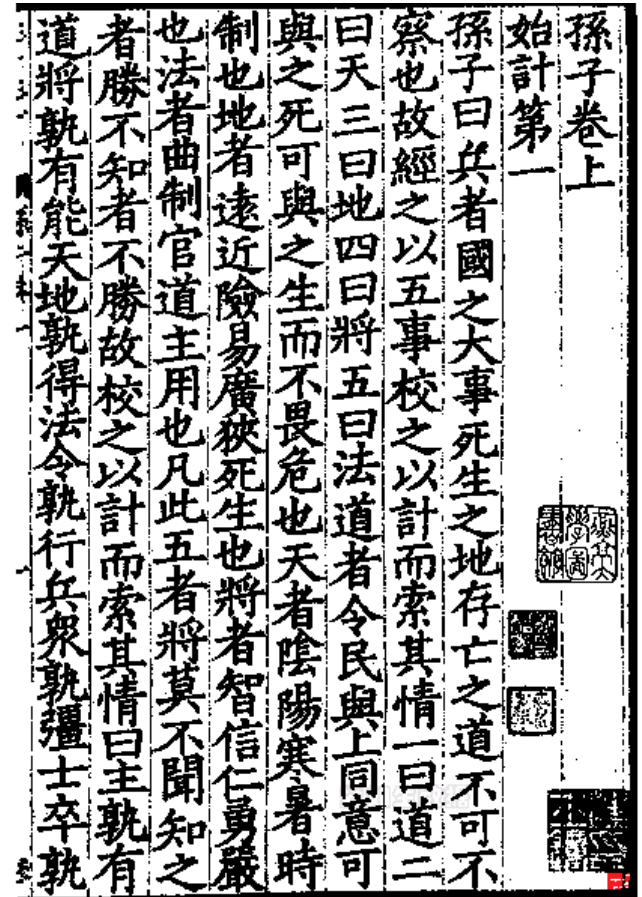 孫子卷上
始計第一
孫子曰兵者國之大事死生之地存亡之道不可不
察也故經之以五事校之以計而索其情一曰道二
曰天三曰地四曰將五曰法道者令民與上同意可
與之死可與之生而不畏危也天者陰陽寒暑時
制也地者遠近險易廣狹死生也將者智信仁勇嚴
也法者曲制官道主用也凡此五者將莫不聞知之
者勝不知者不勝故校之以計而索其情曰主孰有
道將孰有能天地孰得法令孰行兵衆孰彊士卒孰